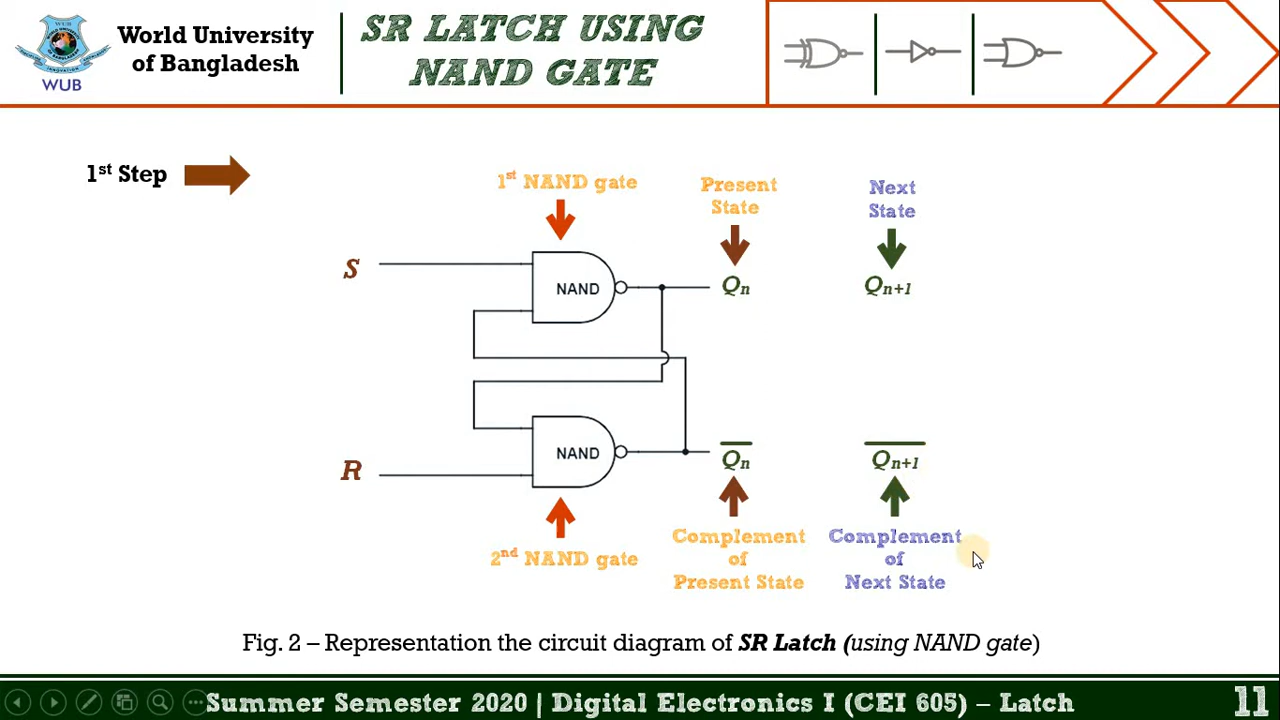 WUB
World University
of Bangladesh
WUB
SR LATCH USING
NAND GATE
1st Step
1st NAND gate
Present
State
Next
State
S
NAND
Qn
Qn+1
R
NAND
Q̅n
Q̅n+1
2nd NAND gate
Complement
of
Present State
Complement
of
Next State
Fig. 2 – Representation the circuit diagram of SR Latch (using NAND gate)
Summer Semester 2020 | Digital Electronics I (CEI 605) – Latch
11